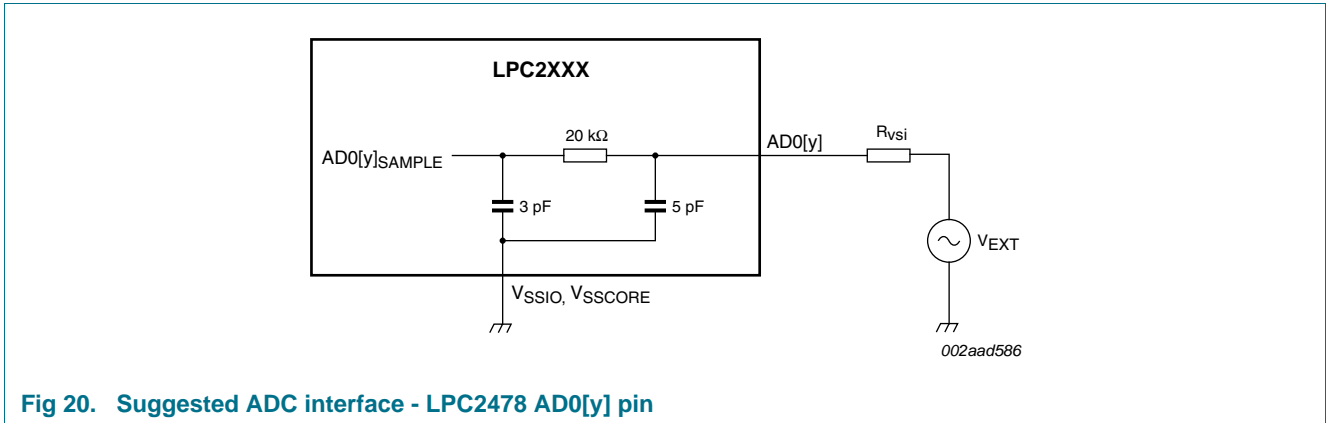 LPC2XXX
20 kΩ
AD0[y]
Rvsi
AD0[y]SAMPLE
3 pF
5 pF
VEXT
VSSIO, VSSCORE
002aad586
Fig 20. Suggested ADC interface - LPC2478 AD0[y] pin